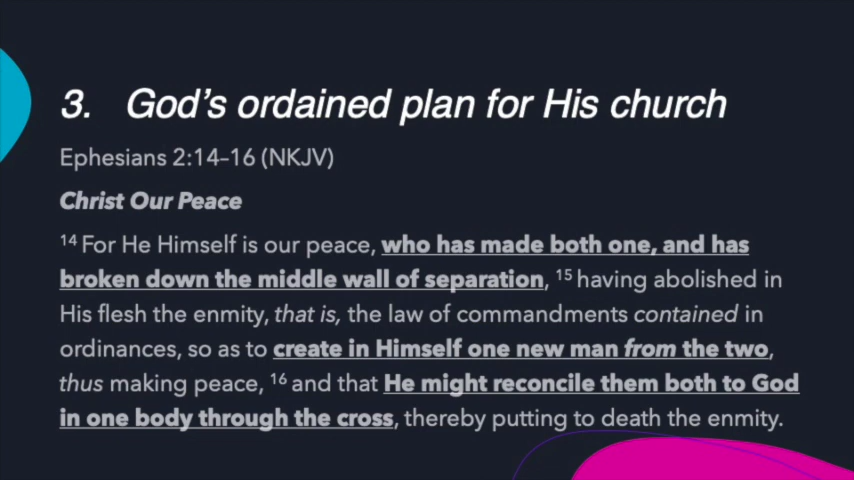 3. God's ordained plan for His church
Ephesians 2:14–16 (NKJV)
Christ Our Peace
14 For He Himself is our peace, who has made both one, and has
broken down the middle wall of separation, 15 having abolished in
His flesh the enmity, that is, the law of commandments contained in
ordinances, so as to create in Himself one new man from the two,
thus making peace, 16 and that He might reconcile them both to God
in one body through the cross, thereby putting to death the enmity.